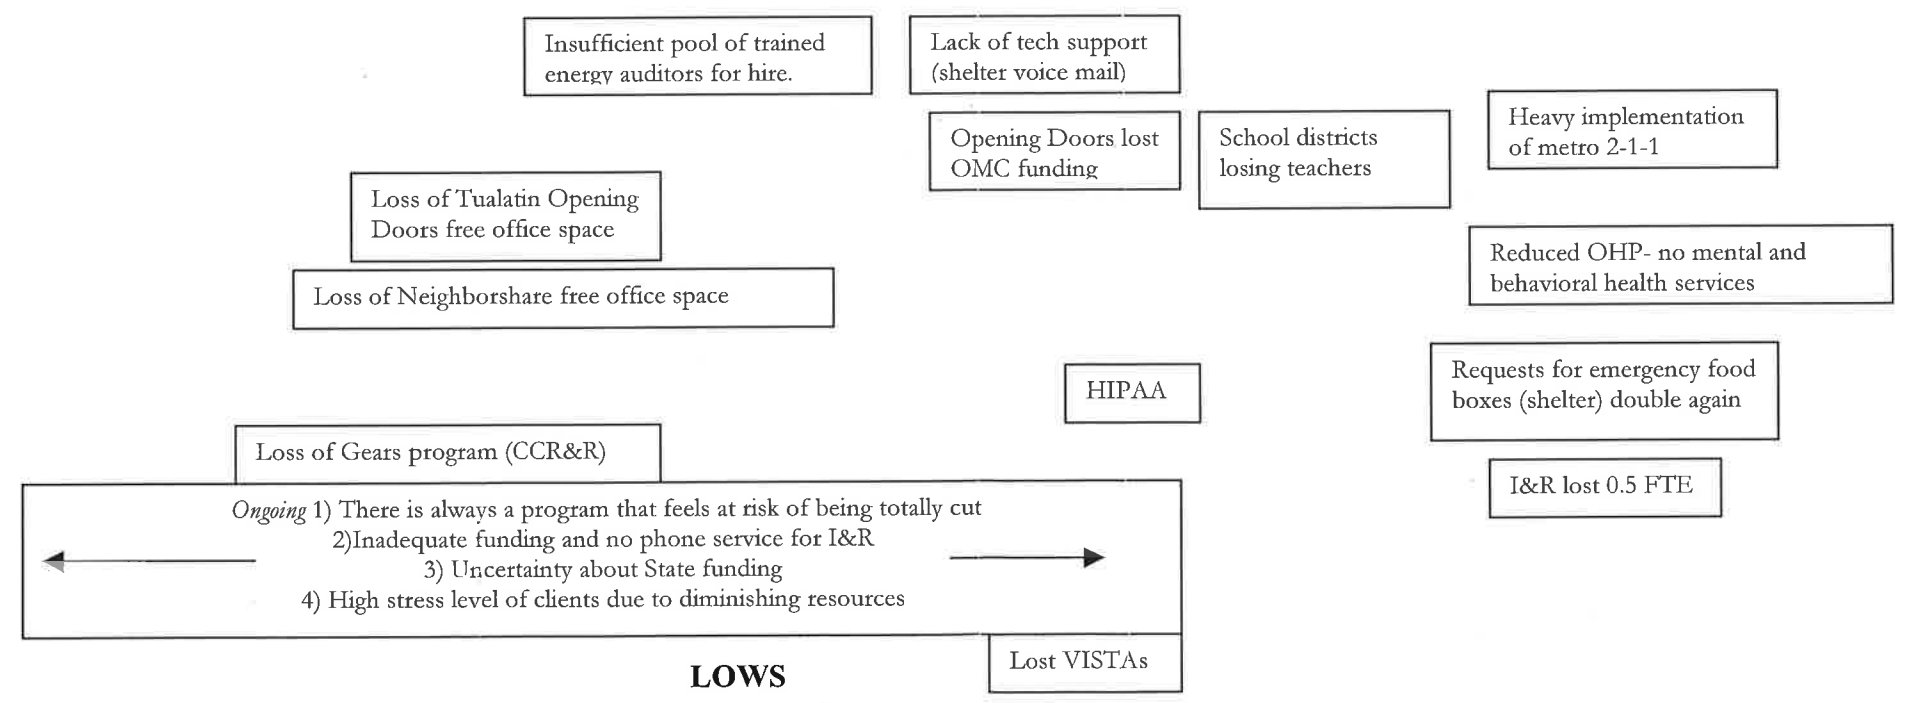 Insufficient pool of trained
energy auditors for hire.
Lack of tech support
(shelter voice mail)
Opening Doors lost
OMC funding
School districts
losing teachers
Heavy implementation
of metro 2-1-1
Loss of Tualatin Opening
Doors free office space
Reduced OHP- no mental and
behavioral health services
Loss of Neighborshare free office space
HIPAA
Requests for emergency food
boxes (shelter) double again
Loss of Gears program (CCR&R)
I&R lost 0.5 FTE
Ongoing 1) There is always a program that feels at risk of being totally cut
2)Inadequate funding and no phone service for I&R
3) Uncertainty about State funding
4) High stress level of clients due to diminishing resources
Lost VISTAs
LOWS